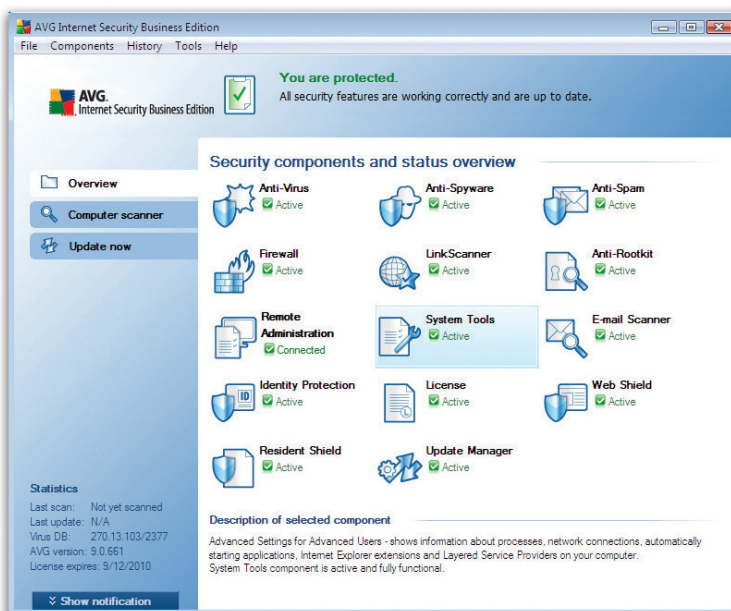 AVG Internet Security Business Edition
File Components History Tools Help
AVG.
Internet Security Business Edition
You are protected.
All security features are working correctly and are up to date.
Overview
Computer scanner
Update now
Security components and status overview
Anti-Virus
Active
Anti-Spyware
Active
Anti-Spam
Active
Firewall
Active
LinkScanner
Active
Anti-Rootkit
Active
Remote
Administration
Connected
System Tools
Active
E-mail Scanner
Active
Identity Protection
Active
License
Active
Web Shield
Active
Resident Shield
Active
Update Manager
Active
Statistics
Last scan: Not yet scanned
Last update: N/A
Virus DB: 270.13.103/2377
AVG version: 9.0.661
License expires: 9/12/2010
Show notification
Description of selected component
Advanced Settings for Advanced Users - shows information about processes, network connections, automatically
starting applications, Internet Explorer extensions and Layered Service Providers on your computer.
System Tools component is active and fully functional.